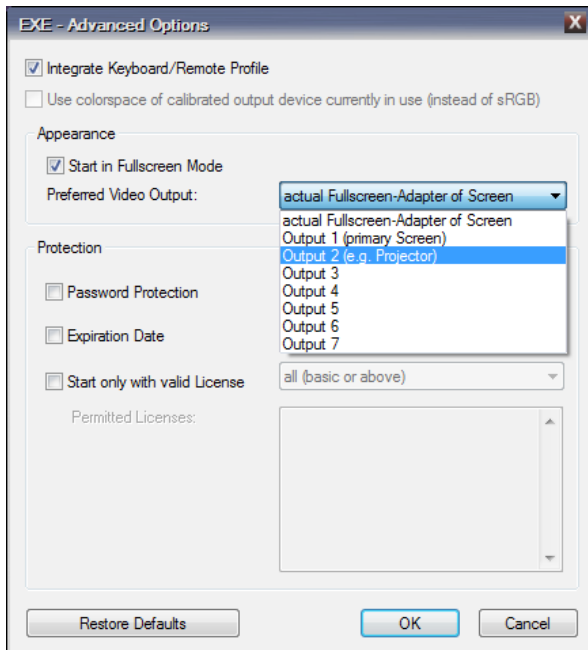 EXE - Advanced Options
Integrate Keyboard/Remote Profile
Use colorspace of calibrated output device currently in use (instead of sRGB)
Appearance
Start in Fullscreen Mode
Preferred Video Output:
actual Fullscreen-Adapter of Screen
actual Fullscreen-Adapter of Screen
Output 1 (primary Screen)
Output 2 (e.g. Projector)
Output 3
Output 4
Output 5
Output 6
Output 7
Protection
Password Protection
Expiration Date
Start only with valid License
all (basic or above)
Permitted Licenses:
Restore Defaults
OK
Cancel